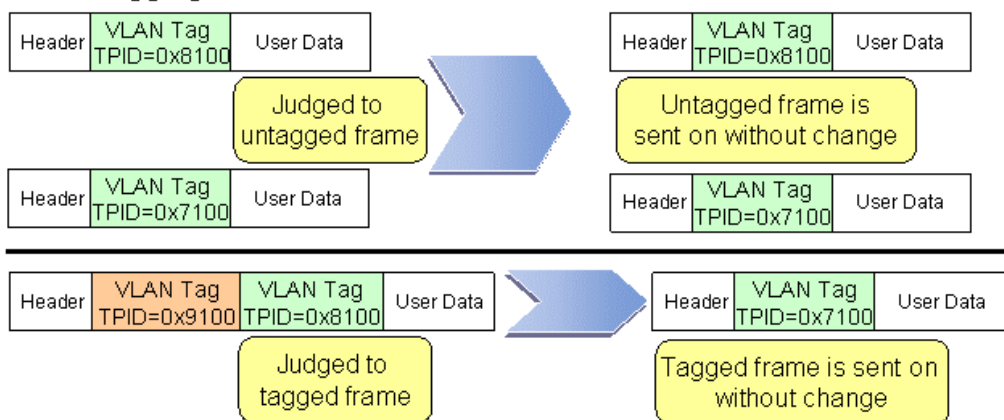 Header VLAN Tag TPID=0x8100 User Data
Judged to
untagged frame
Header VLAN Tag TPID=0x7100 User Data
Header VLAN Tag TPID=0x8100 User Data
Untagged frame is
sent on without change
Header VLAN Tag TPID=0x7100 User Data
Header VLAN Tag TPID=0x9100 VLAN Tag TPID=0x8100 User Data
Judged to
tagged frame
Header VLAN Tag TPID=0x7100 User Data
Tagged frame is sent on
without change